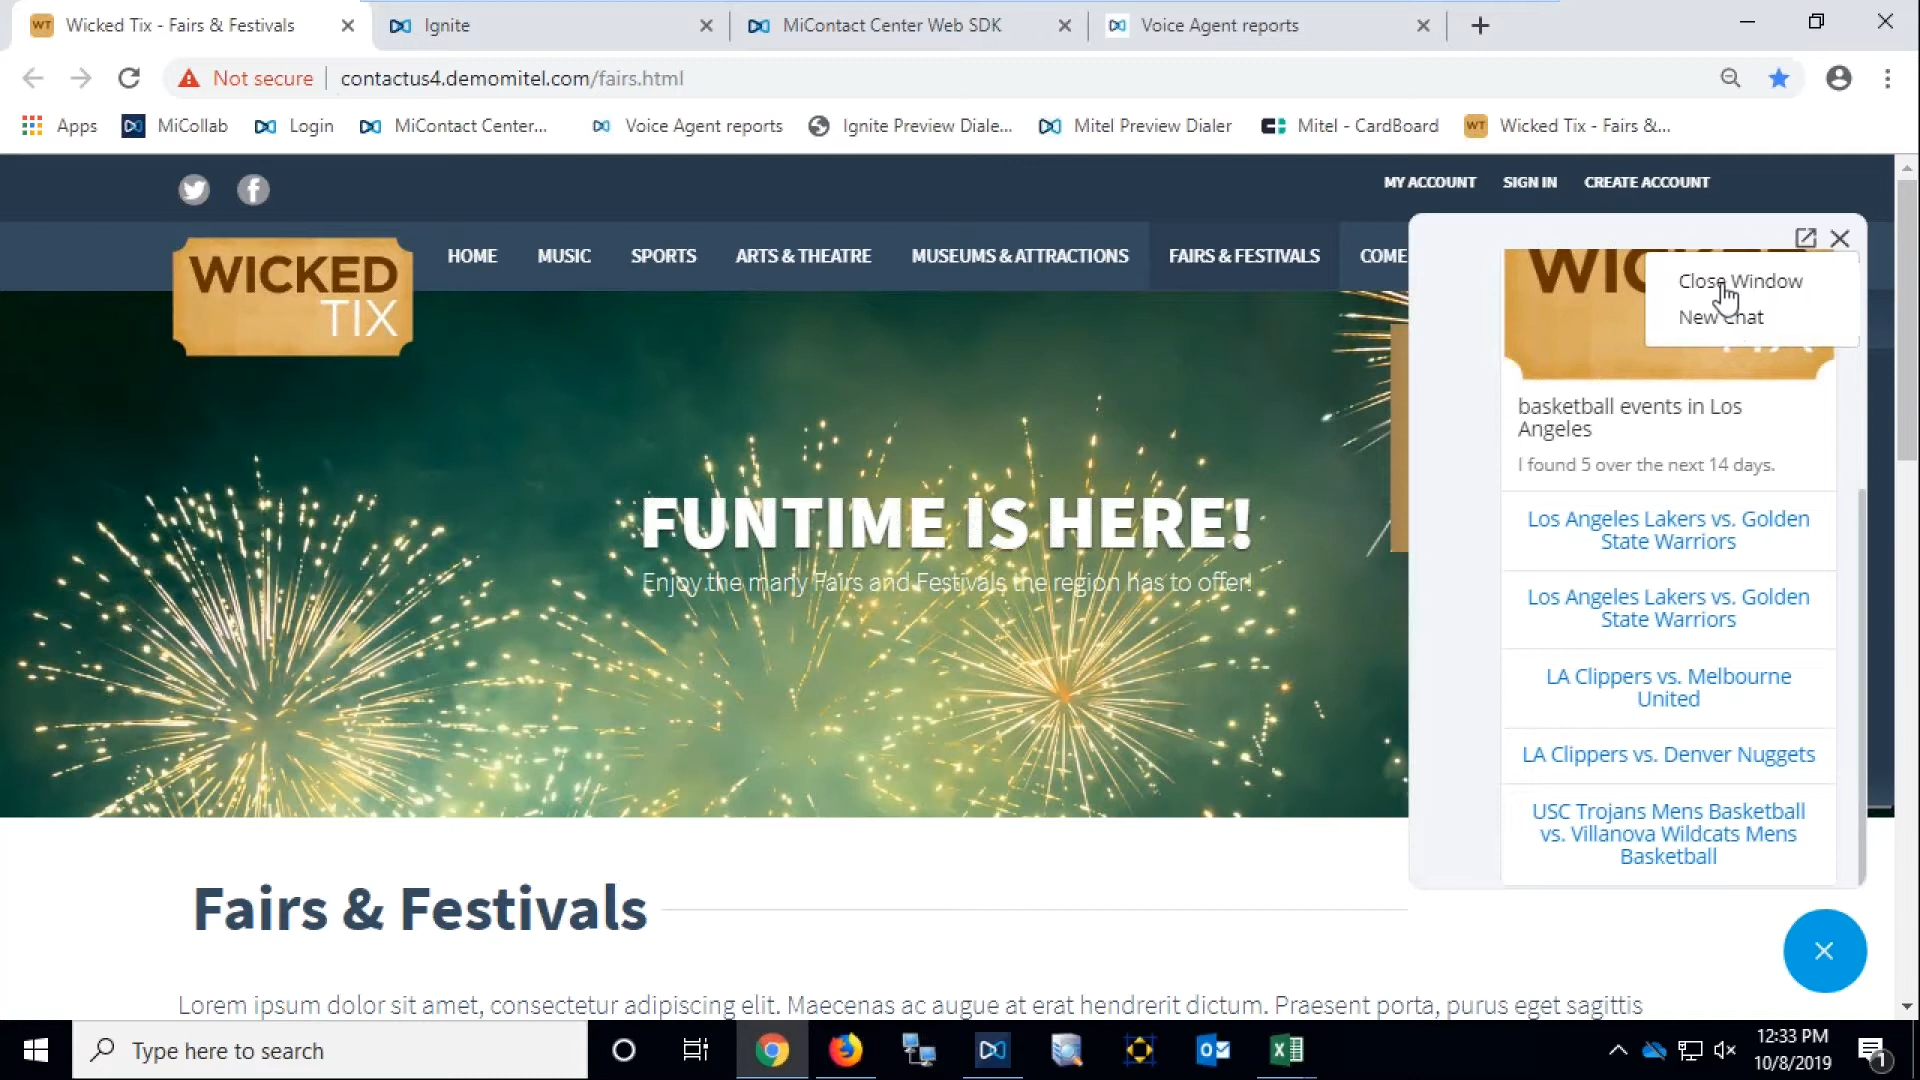 WT Wicked Tix - Fairs & Festivals
Ignite
MiContact Center Web SDK
Voice Agent reports
Not secure
contactus4.demomitel.com/fairs.html
Apps
MiCollab
Login
MiContact Center...
Voice Agent reports
Ignite Preview Diale...
Mitel Preview Dialer
Mitel - CardBoard
WT Wicked Tix - Fairs &...
MY ACCOUNT
SIGN IN
CREATE ACCOUNT
WICKED
TIX
HOME
MUSIC
SPORTS
ARTS & THEATRE
MUSEUMS & ATTRACTIONS
FAIRS & FESTIVALS
COME
FUNTIME IS HERE!
Enjoy the many Fairs and Festivals the region has to offer!
Close Window
New Chat
basketball events in Los
Angeles
I found 5 over the next 14 days.
Los Angeles Lakers vs. Golden
State Warriors
Los Angeles Lakers vs. Golden
State Warriors
LA Clippers vs. Melbourne
United
LA Clippers vs. Denver Nuggets
USC Trojans Mens Basketball
vs. Villanova Wildcats Mens
Basketball
Fairs & Festivals
Lorem ipsum dolor sit amet, consectetur adipiscing elit. Maecenas ac augue at erat hendrerit dictum. Praesent porta, purus eget sagittis
Type here to search
12:33 PM
10/8/2019
1